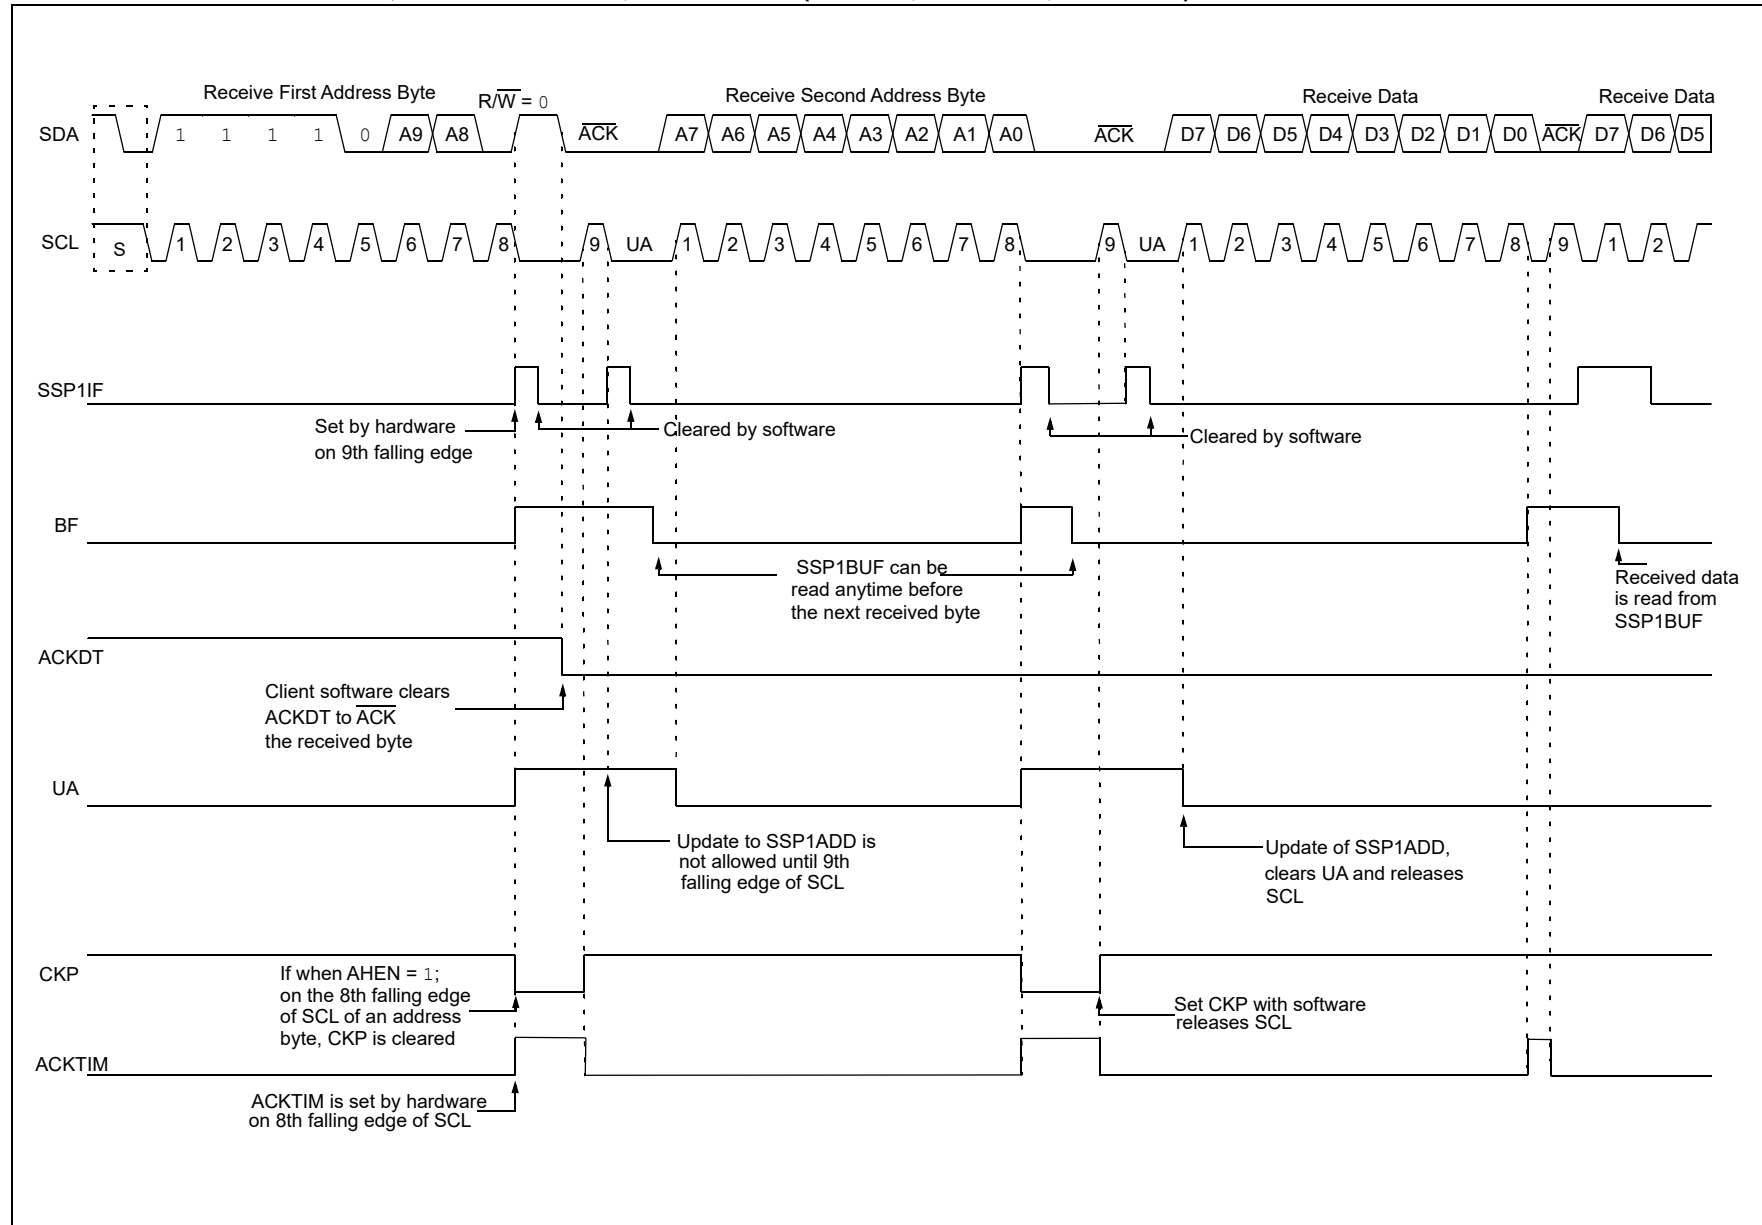 Receive First Address Byte
R/W = 0
Receive Second Address Byte
Receive Data
Receive Data
SDA
1 1 1 1 0 A9 A8
ACK
A7 A6 A5 A4 A3 A2 A1 A0
ACK
D7 D6 D5 D4 D3 D2 D1 D0 ACK D7 D6 D5
SCL
S
1 2 3 4 5 6 7 8 9 UA 1 2 3 4 5 6 7 8 9 UA 1 2 3 4 5 6 7 8 9 1 2
SSP1IF
Set by hardware
on 9th falling edge
Cleared by software
Cleared by software
BF
SSP1BUF can be
read anytime before
the next received byte
Received data
is read from
SSP1BUF
ACKDT
Client software clears
ACKDT to ACK
the received byte
UA
Update to SSP1ADD is
not allowed until 9th
falling edge of SCL
Update of SSP1ADD,
clears UA and releases
SCL
CKP
If when AHEN = 1;
on the 8th falling edge
of SCL of an address
byte, CKP is cleared
Set CKP with software
releases SCL
ACKTIM
ACKTIM is set by hardware
on 8th falling edge of SCL